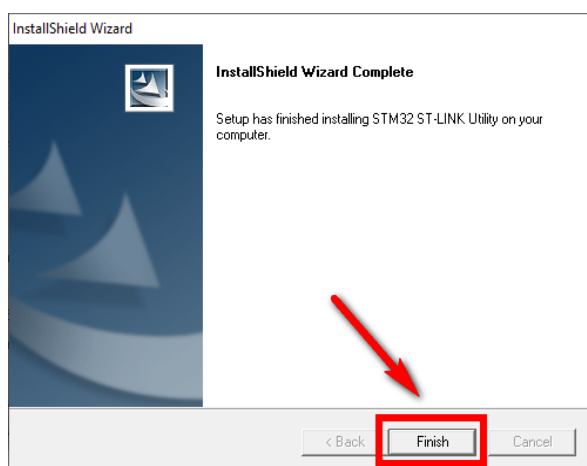 InstallShield Wizard
InstallShield Wizard Complete
Setup has finished installing STM32 ST-LINK Utility on your
computer.
< Back
Finish
Cancel